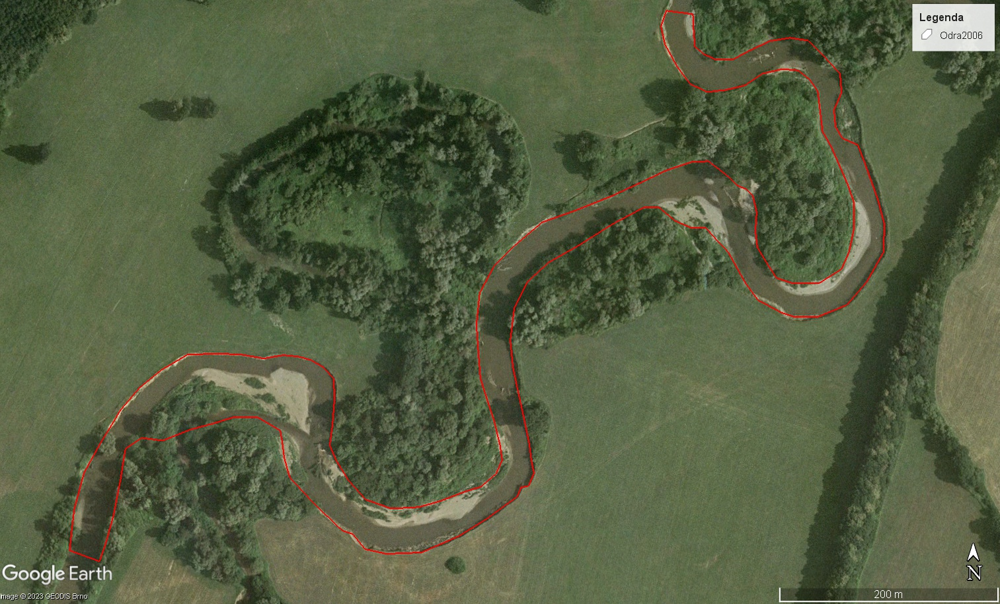 Legenda
Odra2006
Google Earth
N
Image © 2023 GEODIS Brno
200 m